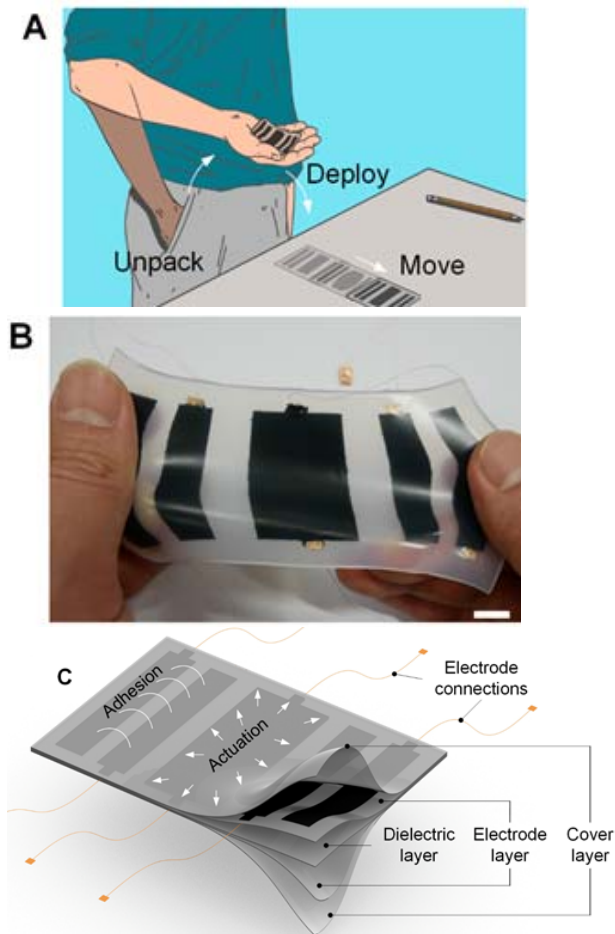 A
Deploy
Unpack
Move
B
C
Adhesion
Actuation
Electrode
connections
Dielectric
layer
Electrode
layer
Cover
layer